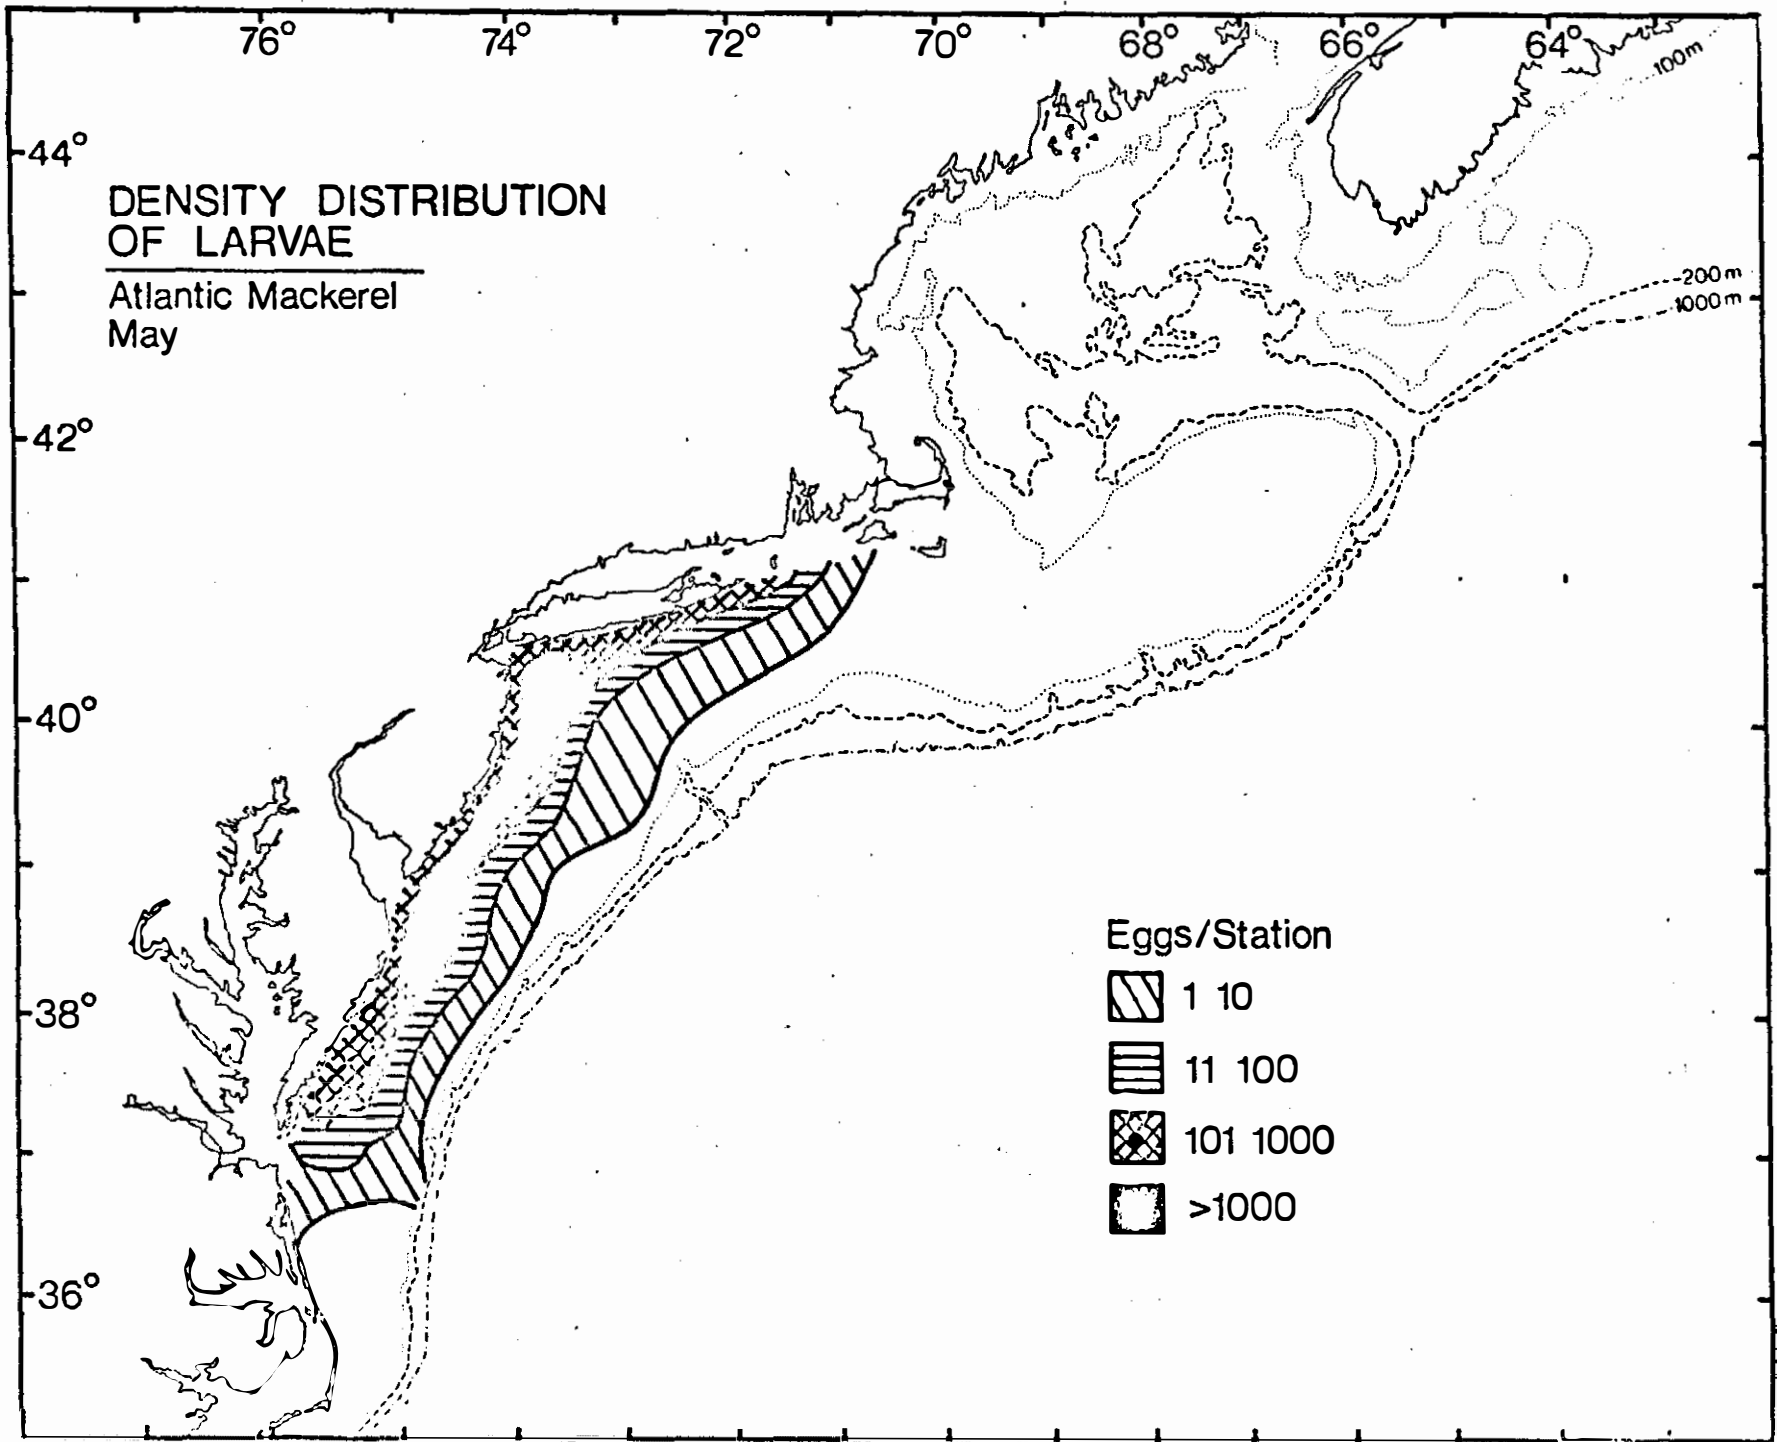 76° 74° 72° 70° 68° 66° 64°
100m
44°
DENSITY DISTRIBUTION
OF LARVAE
Atlantic Mackerel
May
200m
1000m
42°
40°
Eggs/Station
1 10
38°
11 100
101 1000
>1000
36°